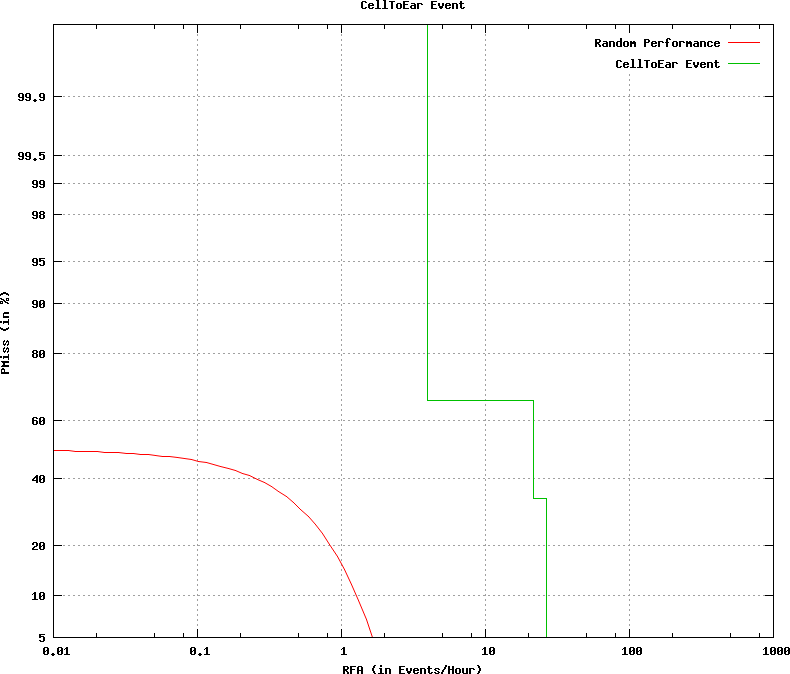 CellToEar Event
Random Performance
CellToEar Event
99.9
99.5
99
98
95
90
80
60
40
20
10
5
PMiss (in %)
0.01 0.1 1 10 100 1000
RFA (in Events/Hour)